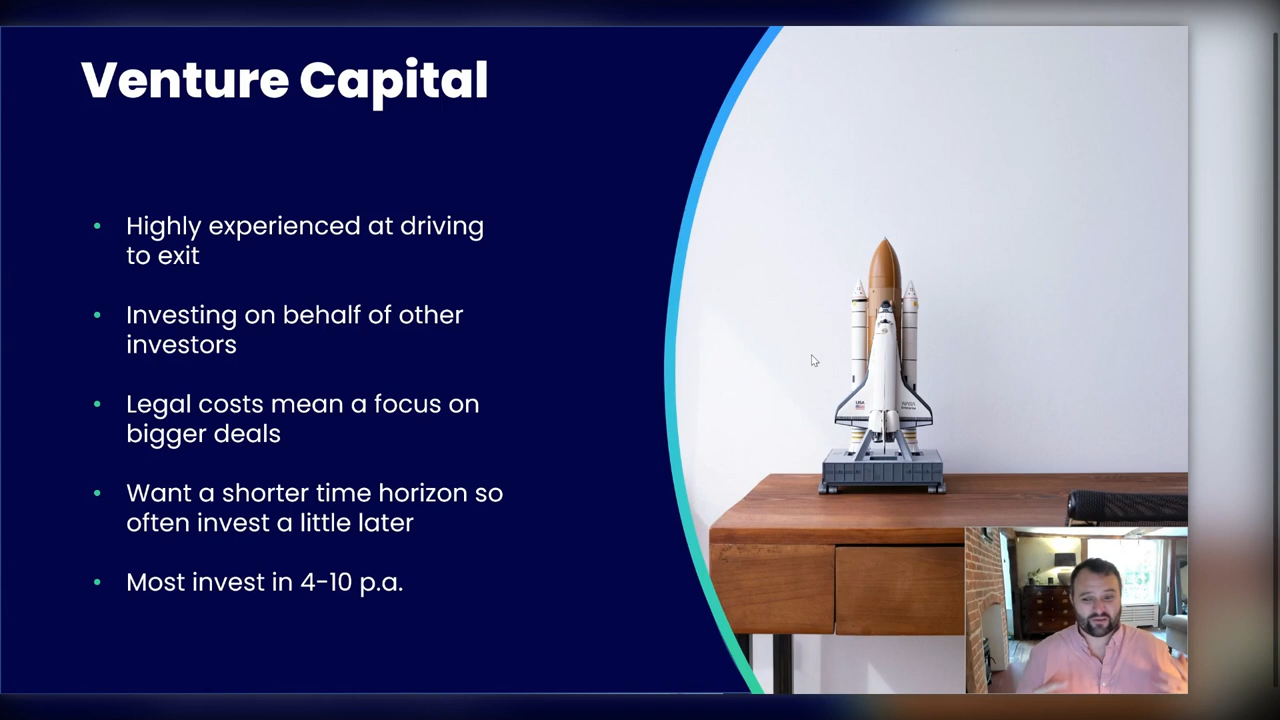 Venture Capital
• Highly experienced at driving
to exit
• Investing on behalf of other
investors
• Legal costs mean a focus on
bigger deals
• Want a shorter time horizon so
often invest a little later
• Most invest in 4-10 p.a.
USA